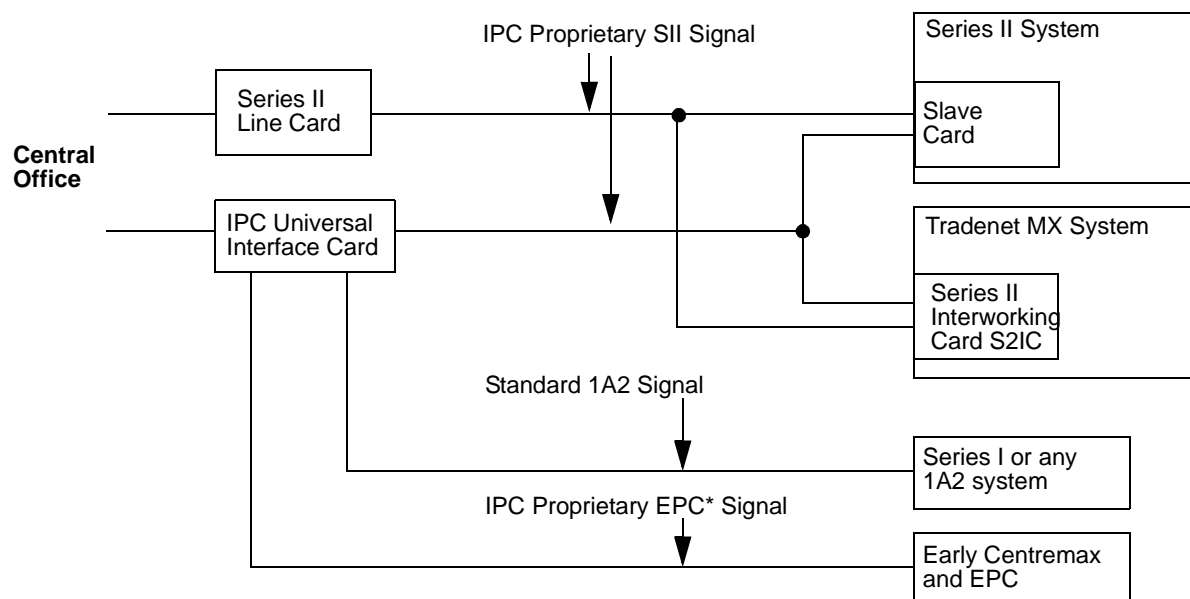 IPC Proprietary SII Signal
Series II System
Series II
Line Card
Slave
Card
Central
Office
IPC Universal
Interface Card
Tradenet MX System
Series II
Interworking
Card S2IC
Standard 1A2 Signal
Series I or any
1A2 system
IPC Proprietary EPC* Signal
Early Centremax
and EPC